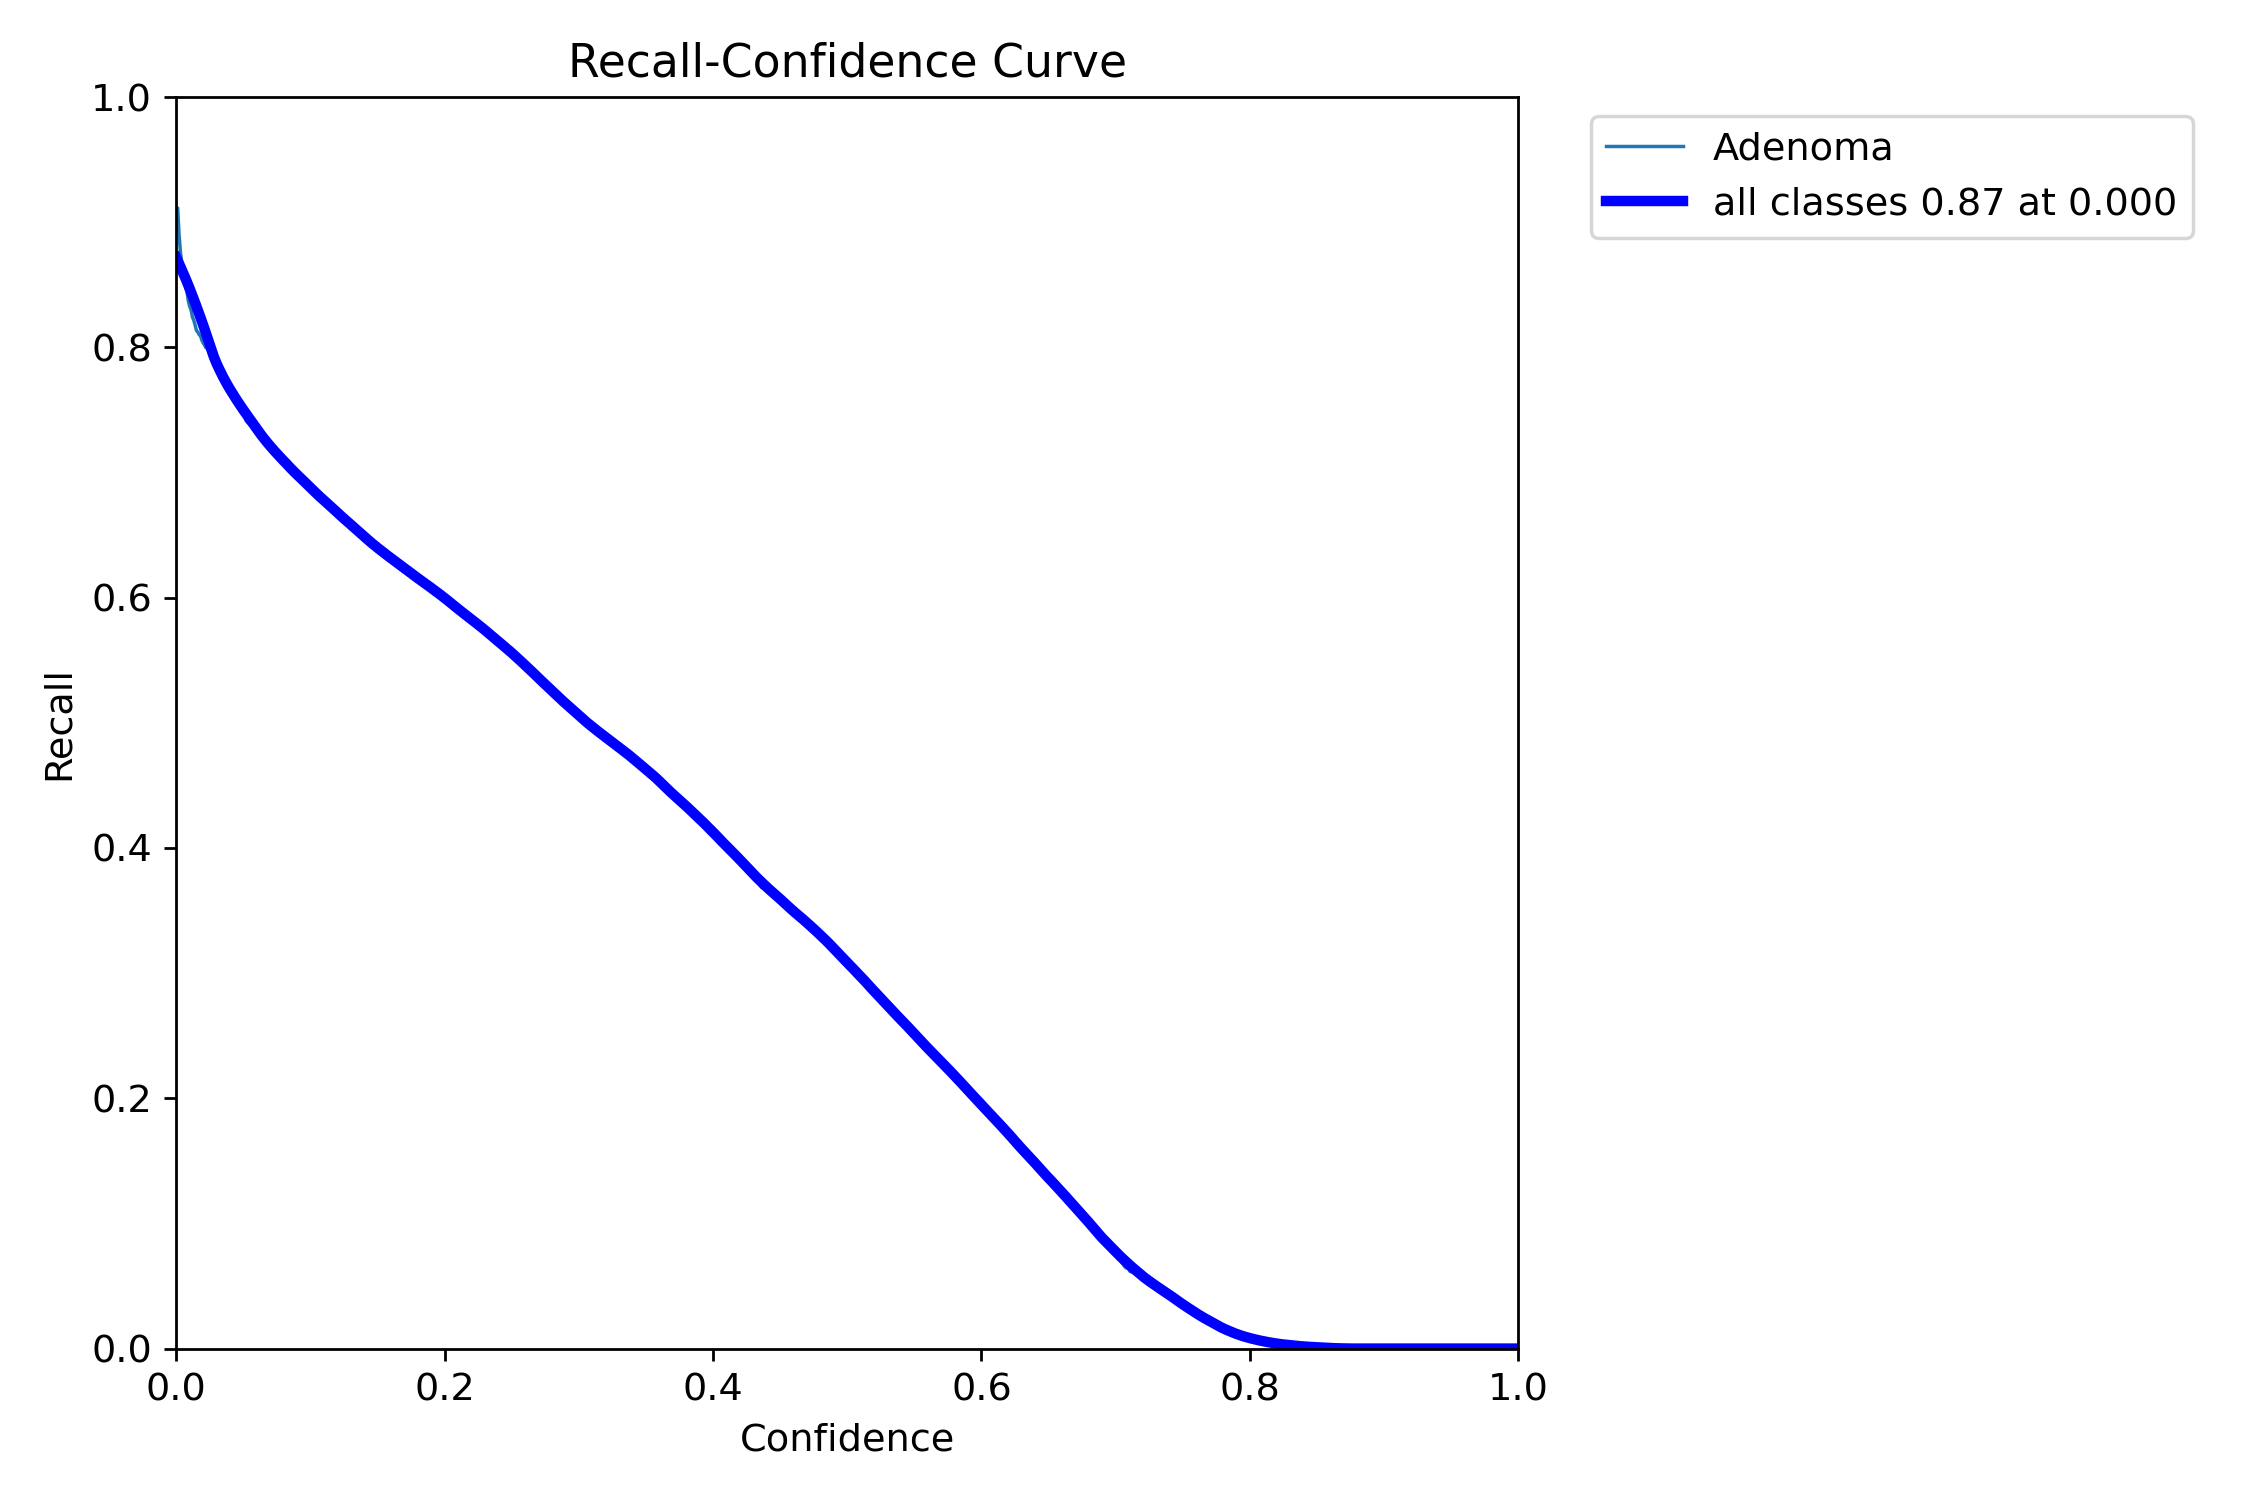 Recall-Confidence Curve
1.0
0.8
0.6
0.4
0.2
0.0
Recall
0.0 0.2 0.4 0.6 0.8 1.0
Confidence
Adenoma
all classes 0.87 at 0.000